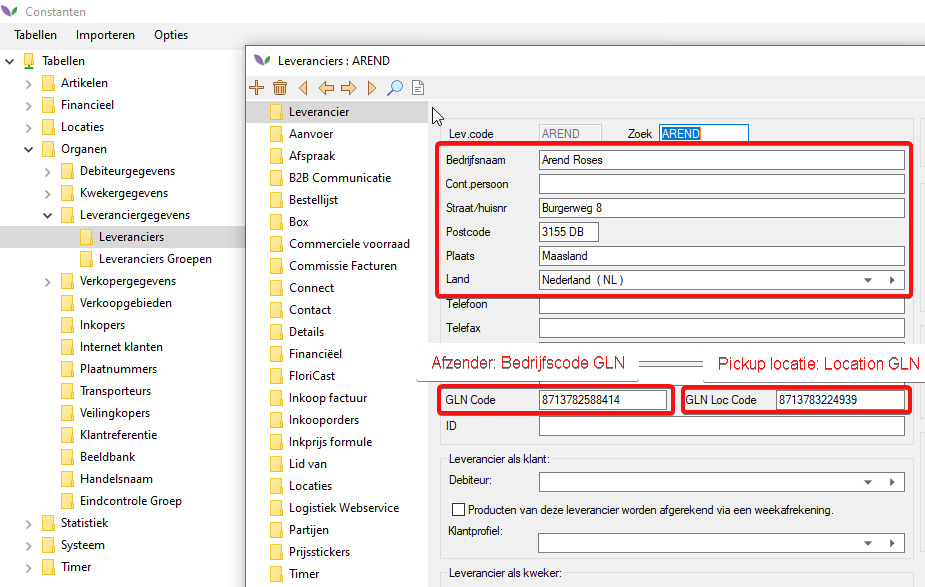 Constanten
Tabellen Importeren Opties
Tabellen
Artikelen
Financieel
Locaties
Organen
Debiteurgegevens
Kwekergegevens
Leveranciergegevens
Leveranciers
Leveranciers Groepen
Verkopergegevens
Verkoopgebieden
Inkopers
Internet klanten
Plaatnummers
Transporteurs
Veilingkopers
Klantreferentie
Beeldbank
Handelsnaam
Eindcontrole Groep
Statistiek
Systeem
Timer
Leveranciers : AREND
Leverancier
Aanvoer
Afspraak
B2B Communicatie
Bestellijst
Box
Commerciele voorraad
Commissie Facturen
Connect
Contact
Details
Financiëel
FloriCast
Inkoop factuur
Inkooporders
Inkprijs formule
Lid van
Locaties
Logistiek Webservice
Partijen
Prijsstickers
Timer
Lev.code AREND Zoek AREND
Bedrijfsnaam Arend Roses
Cont.persoon
Straat/huisnr Burgerweg 8
Postcode 3155 DB
Plaats Maasland
Land Nederland ( NL )
Telefoon
Telefax
Afzender: Bedrijfscode GLN Pickup locatie: Location GLN
GLN Code 8713782588414 GLN Loc Code 8713783224939
ID
Leverancier als klant:
Debiteur:
Producten van deze leverancier worden afgerekend via een weekafrekening.
Klantprofiel:
Leverancier als kweker: